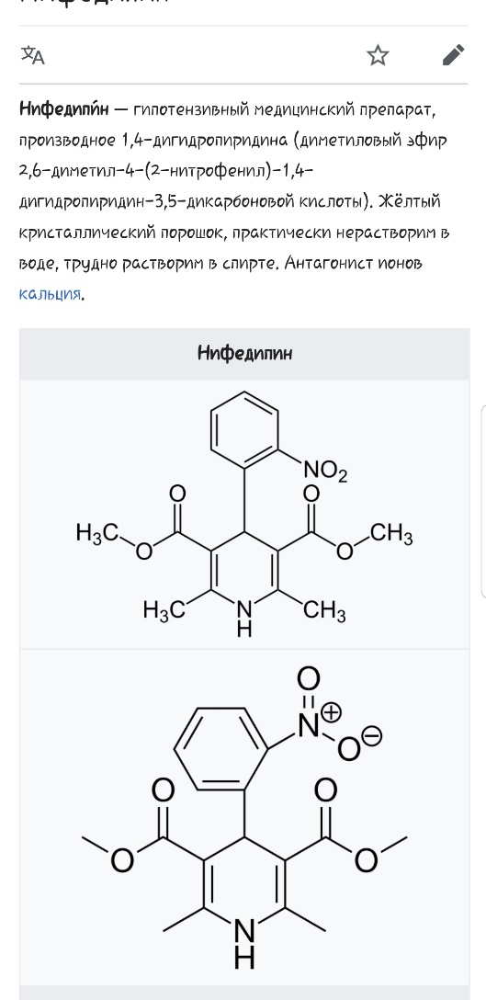 Нифедипи́н — гипотензивный медицинский препарат,
производное 1,4-дигидропиридина (диметиловый эфир
2,6-диметил-4-(2-нитрофенил)-1,4-
дигидропиридин-3,5-дикарбоновой кислоты). Жёлтый
кристаллический порошок, практически нерастворим в
воде, трудно растворим в спирте. Антагонист ионов
кальция.
Нифедипин
NO2
O O
H3C O O CH3
H3C N CH3
H
O
N⊕
O⊖
O O
O O
N
H